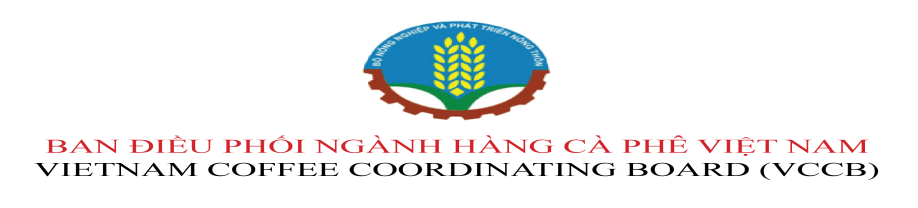 BỘ NÔNG NGHIỆP VÀ PHÁT TRIỂN NÔNG THÔN
BAN ĐIỀU PHỐI NGÀNH HÀNG CÀ PHÊ VIỆT NAM
VIETNAM COFFEE COORDINATING BOARD (VCCB)